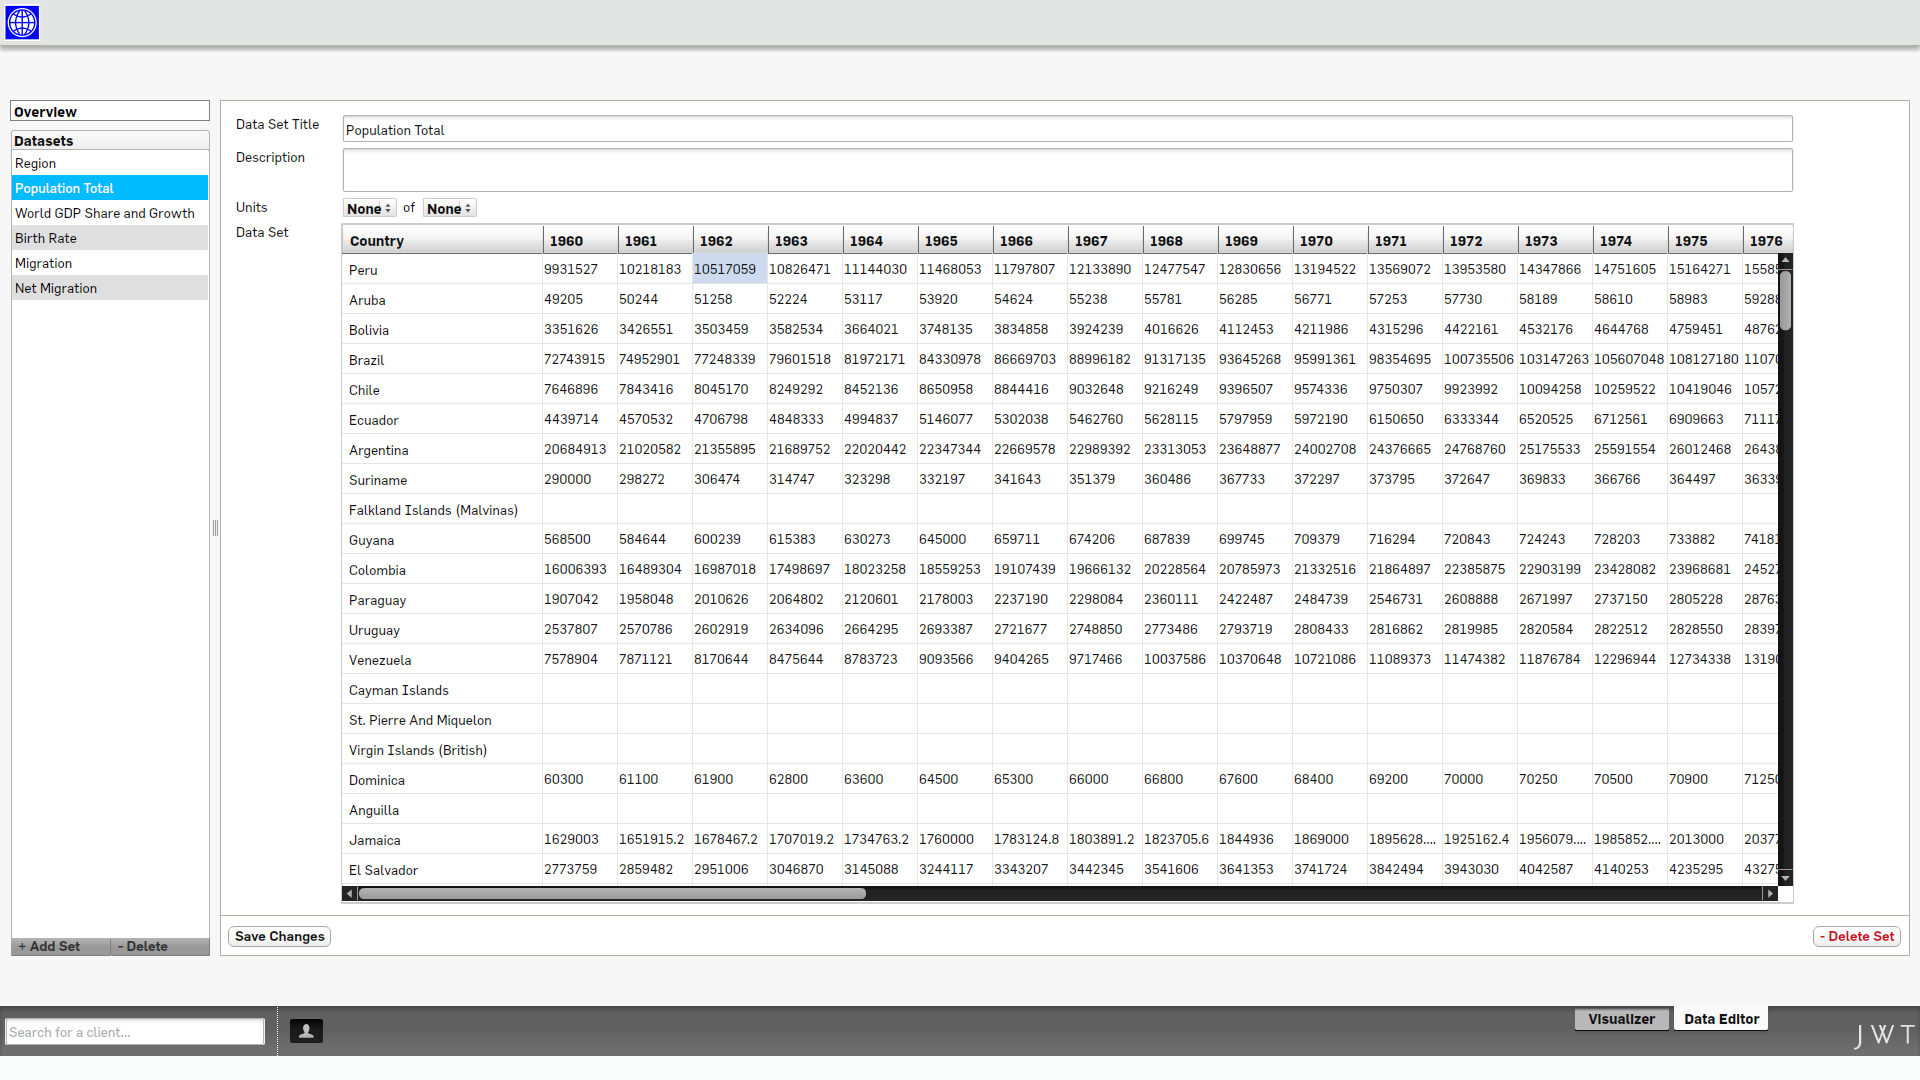 Overview
Datasets
Region
Population Total
World GDP Share and Growth
Birth Rate
Migration
Net Migration
+ Add Set - Delete
Data Set Title Population Total
Description
Units None of None
Data Set
Country 1960 1961 1962 1963 1964 1965 1966 1967 1968 1969 1970 1971 1972 1973 1974 1975 1976
Peru 9931527 10218183 10517059 10826471 11144030 11468053 11797807 12133890 12477547 12830656 13194522 13569072 13953580 14347866 14751605 15164271 1558
Aruba 49205 50244 51258 52224 53117 53920 54624 55238 55781 56285 56771 57253 57730 58189 58610 58983 5928
Bolivia 3351626 3426551 3503459 3582534 3664021 3748135 3834858 3924239 4016626 4112453 4211986 4315296 4422161 4532176 4644768 4759451 4876
Brazil 72743915 74952901 77248339 79601518 81972171 84330978 86669703 88996182 91317135 93645268 95991361 98354695 100735506 103147263 105607048 108127180 1107
Chile 7646896 7843416 8045170 8249292 8452136 8650958 8844416 9032648 9216249 9396507 9574336 9750307 9923992 10094258 10259522 10419046 1057
Ecuador 4439714 4570532 4706798 4848333 4994837 5146077 5302038 5462760 5628115 5797959 5972190 6150650 6333344 6520525 6712561 6909663 7111
Argentina 20684913 21020582 21355895 21689752 22020442 22347344 22669578 22989392 23313053 23648877 24002708 24376665 24768760 25175533 25591554 26012468 2643
Suriname 290000 298272 306474 314747 323298 332197 341643 351379 360486 367733 372297 373795 372647 369833 366766 364497 3633
Falkland Islands (Malvinas)
Guyana 568500 584644 600239 615383 630273 645000 659711 674206 687839 699745 709379 716294 720843 724243 728203 733882 7418
Colombia 16006393 16489304 16987018 17498697 18023258 18559253 19107439 19666132 20228564 20785973 21332516 21864897 22385875 22903199 23428082 23968681 2452
Paraguay 1907042 1958048 2010626 2064802 2120601 2178003 2237190 2298084 2360111 2422487 2484739 2546731 2608888 2671997 2737150 2805228 2876
Uruguay 2537807 2570786 2602919 2634096 2664295 2693387 2721677 2748850 2773486 2793719 2808433 2816862 2819985 2820584 2822512 2828550 2839
Venezuela 7578904 7871121 8170644 8475644 8783723 9093566 9404265 9717466 10037586 10370648 10721086 11089373 11474382 11876784 12296944 12734338 1319
Cayman Islands
St. Pierre And Miquelon
Virgin Islands (British)
Dominica 60300 61100 61900 62800 63600 64500 65300 66000 66800 67600 68400 69200 70000 70250 70500 70900 7125
Anguilla
Jamaica 1629003 1651915.2 1678467.2 1707019.2 1734763.2 1760000 1783124.8 1803891.2 1823705.6 1844936 1869000 1895628.... 1925162.4 1956079.... 1985852.... 2013000 2037
El Salvador 2773759 2859482 2951006 3046870 3145088 3244117 3343207 3442345 3541606 3641353 3741724 3842494 3943030 4042587 4140253 4235295 4327
Save Changes - Delete Set
Search for a client...
Visualizer Data Editor
JWT